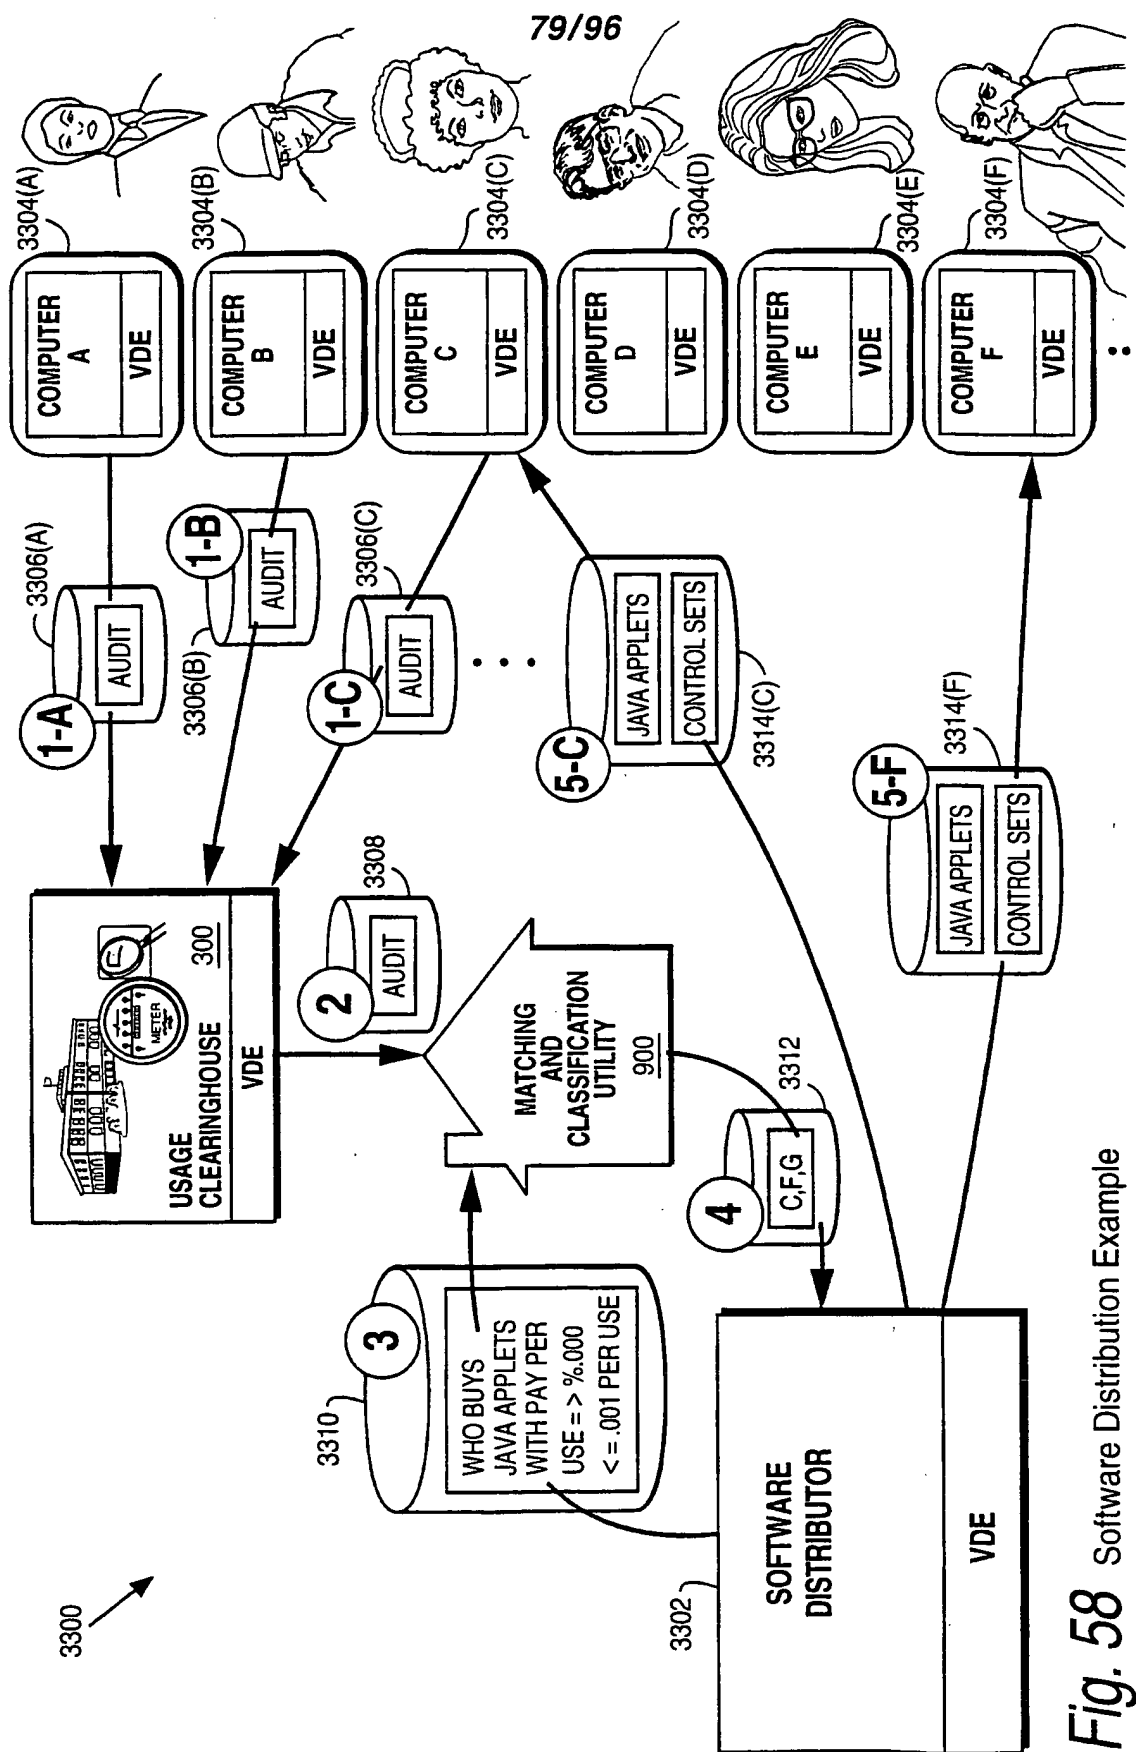 79/96
3300
3304(A)
COMPUTER
A
VDE
3304(B)
COMPUTER
B
VDE
3304(C)
COMPUTER
C
VDE
3304(D)
COMPUTER
D
VDE
3304(E)
COMPUTER
E
VDE
3304(F)
COMPUTER
F
VDE
3306(A)
1-A
AUDIT
3306(B)
1-B
AUDIT
3306(C)
1-C
AUDIT
METER
USAGE
CLEARINGHOUSE 300
VDE
2
3308
AUDIT
MATCHING
AND
CLASSIFICATION
UTILITY
900
3310
3
WHO BUYS
JAVA APPLETS
WITH PAY PER
USE = > %.000
< = .001 PER USE
4
3312
C,F,G
5-C
JAVA APPLETS
CONTROL SETS
3314(C)
5-F
JAVA APPLETS
CONTROL SETS
3314(F)
3302
SOFTWARE
DISTRIBUTOR
VDE
Fig. 58 Software Distribution Example